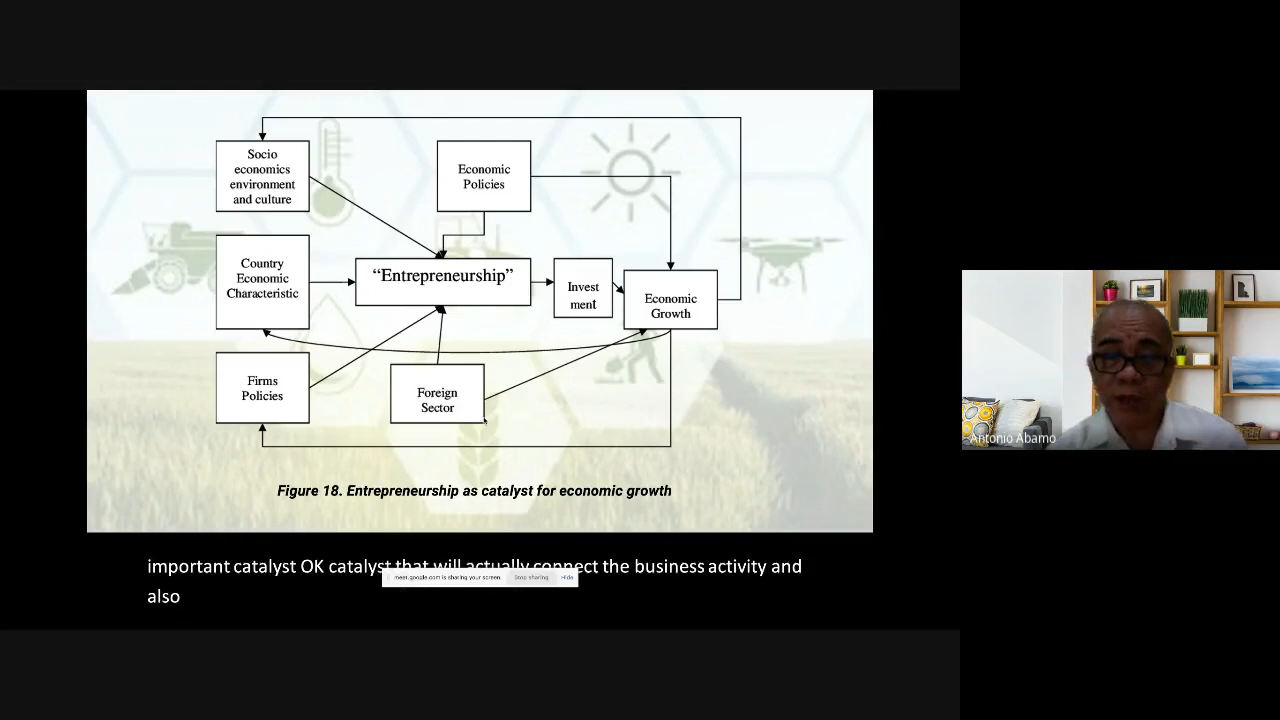 Socio
economics
environment
and culture
Economic
Policies
Country
Economic
Characteristic
“Entrepreneurship”
Invest
ment
Economic
Growth
Firms
Policies
Foreign
Sector
Figure 18. Entrepreneurship as catalyst for economic growth
Antonio Abamo
important catalyst OK catalyst that will actually connect the business activity and
also
meet.google.com is sharing your screen. Stop sharing Hide